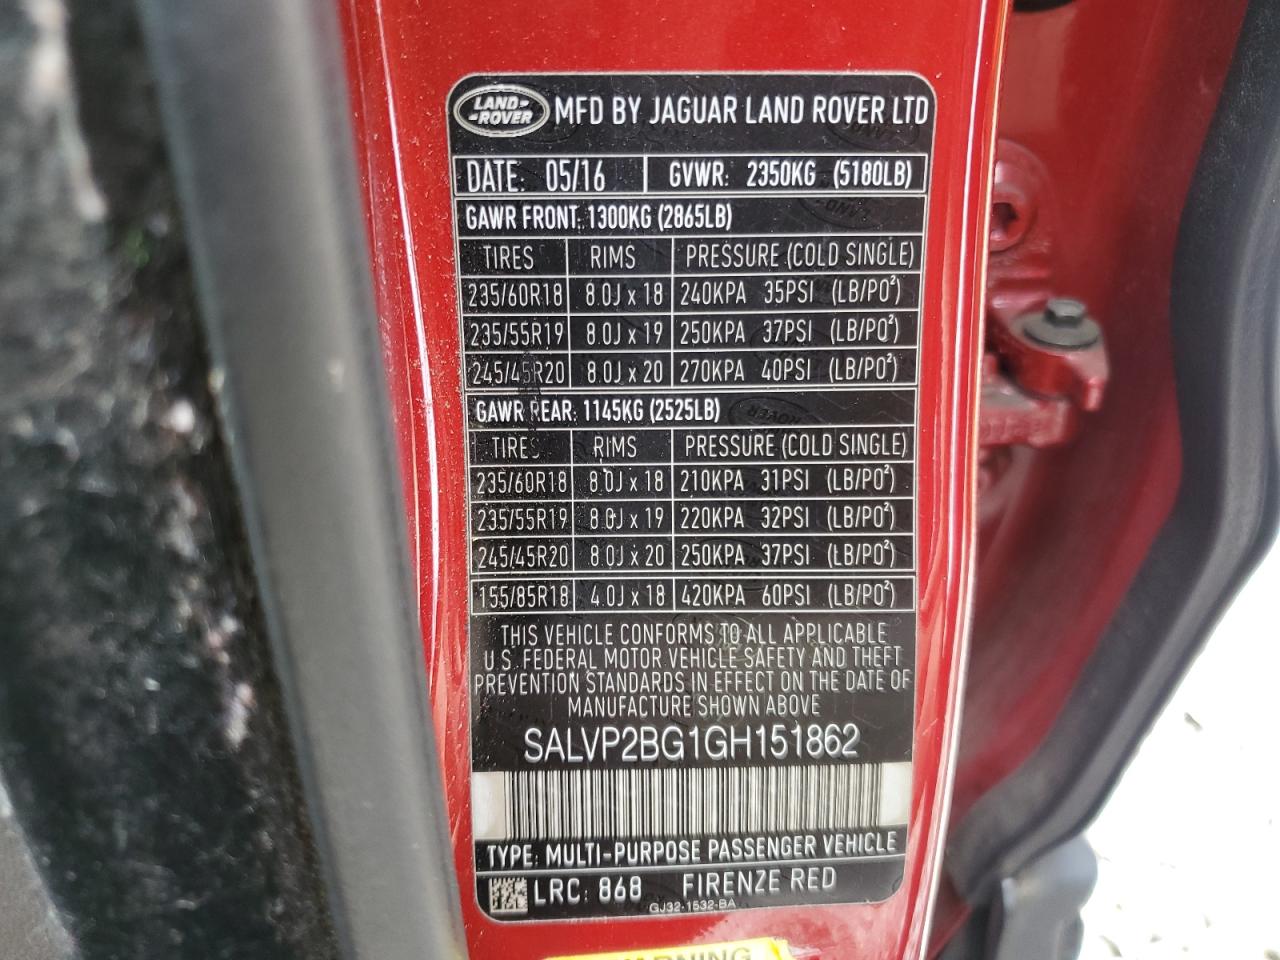 LAND-
-ROVER
MFD BY JAGUAR LAND ROVER LTD
DATE: 05/16 GVWR: 2350KG (5180LB)
GAWR FRONT: 1300KG (2865LB)
TIRES RIMS PRESSURE (COLD SINGLE)
235/60R18 8.0J x 18 240KPA 35PSI (LB/PO²)
235/55R19 8.0J x 19 250KPA 37PSI (LB/PO²)
245/45R20 8.0J x 20 270KPA 40PSI (LB/PO²)
GAWR REAR: 1145KG (2525LB)
TIRES RIMS PRESSURE (COLD SINGLE)
235/60R18 8.0J x 18 210KPA 31PSI (LB/PO²)
235/55R19 8.0J x 19 220KPA 32PSI (LB/PO²)
245/45R20 8.0J x 20 250KPA 37PSI (LB/PO²)
155/85R18 4.0J x 18 420KPA 60PSI (LB/PO²)
THIS VEHICLE CONFORMS TO ALL APPLICABLE
U.S. FEDERAL MOTOR VEHICLE SAFETY AND THEFT
PREVENTION STANDARDS IN EFFECT ON THE DATE OF
MANUFACTURE SHOWN ABOVE
SALVP2BG1GH151862
TYPE: MULTI-PURPOSE PASSENGER VEHICLE
LRC: 868 FIRENZE RED
GJ32-1532-BA
WARNING